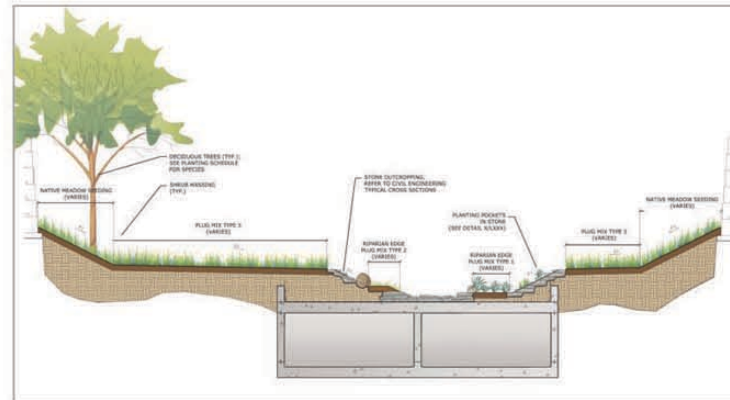 DECIDUOUS TREES (TYP.);
SEE PLANTING SCHEDULE
FOR SPECIES
NATIVE MEADOW SEEDING
(VARIES)
SHRUB MASSING
(TYP.)
PLUG MIX TYPE 3
(VARIES)
STONE OUTCROPPING,
REFER TO CIVIL ENGINEERING
TYPICAL CROSS SECTIONS
RIPARIAN EDGE
PLUG MIX TYPE 2
(VARIES)
PLANTING POCKETS
IN STONE
(SEE DETAIL
RIPARIAN EDGE
PLUG MIX TYPE 1
(VARIES)
PLUG MIX TYPE 3
(VARIES)
NATIVE MEADOW SEEDING
(VARIES)